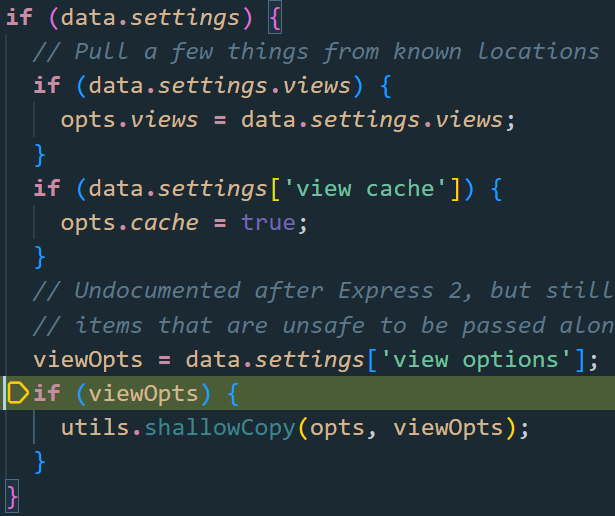 if (data.settings) {
// Pull a few things from known locations
if (data.settings.views) {
opts.views = data.settings.views;
}
if (data.settings['view cache']) {
opts.cache = true;
}
// Undocumented after Express 2, but still
// items that are unsafe to be passed alon
viewOpts = data.settings['view options'];
if (viewOpts) {
utils.shallowCopy(opts, viewOpts);
}
}